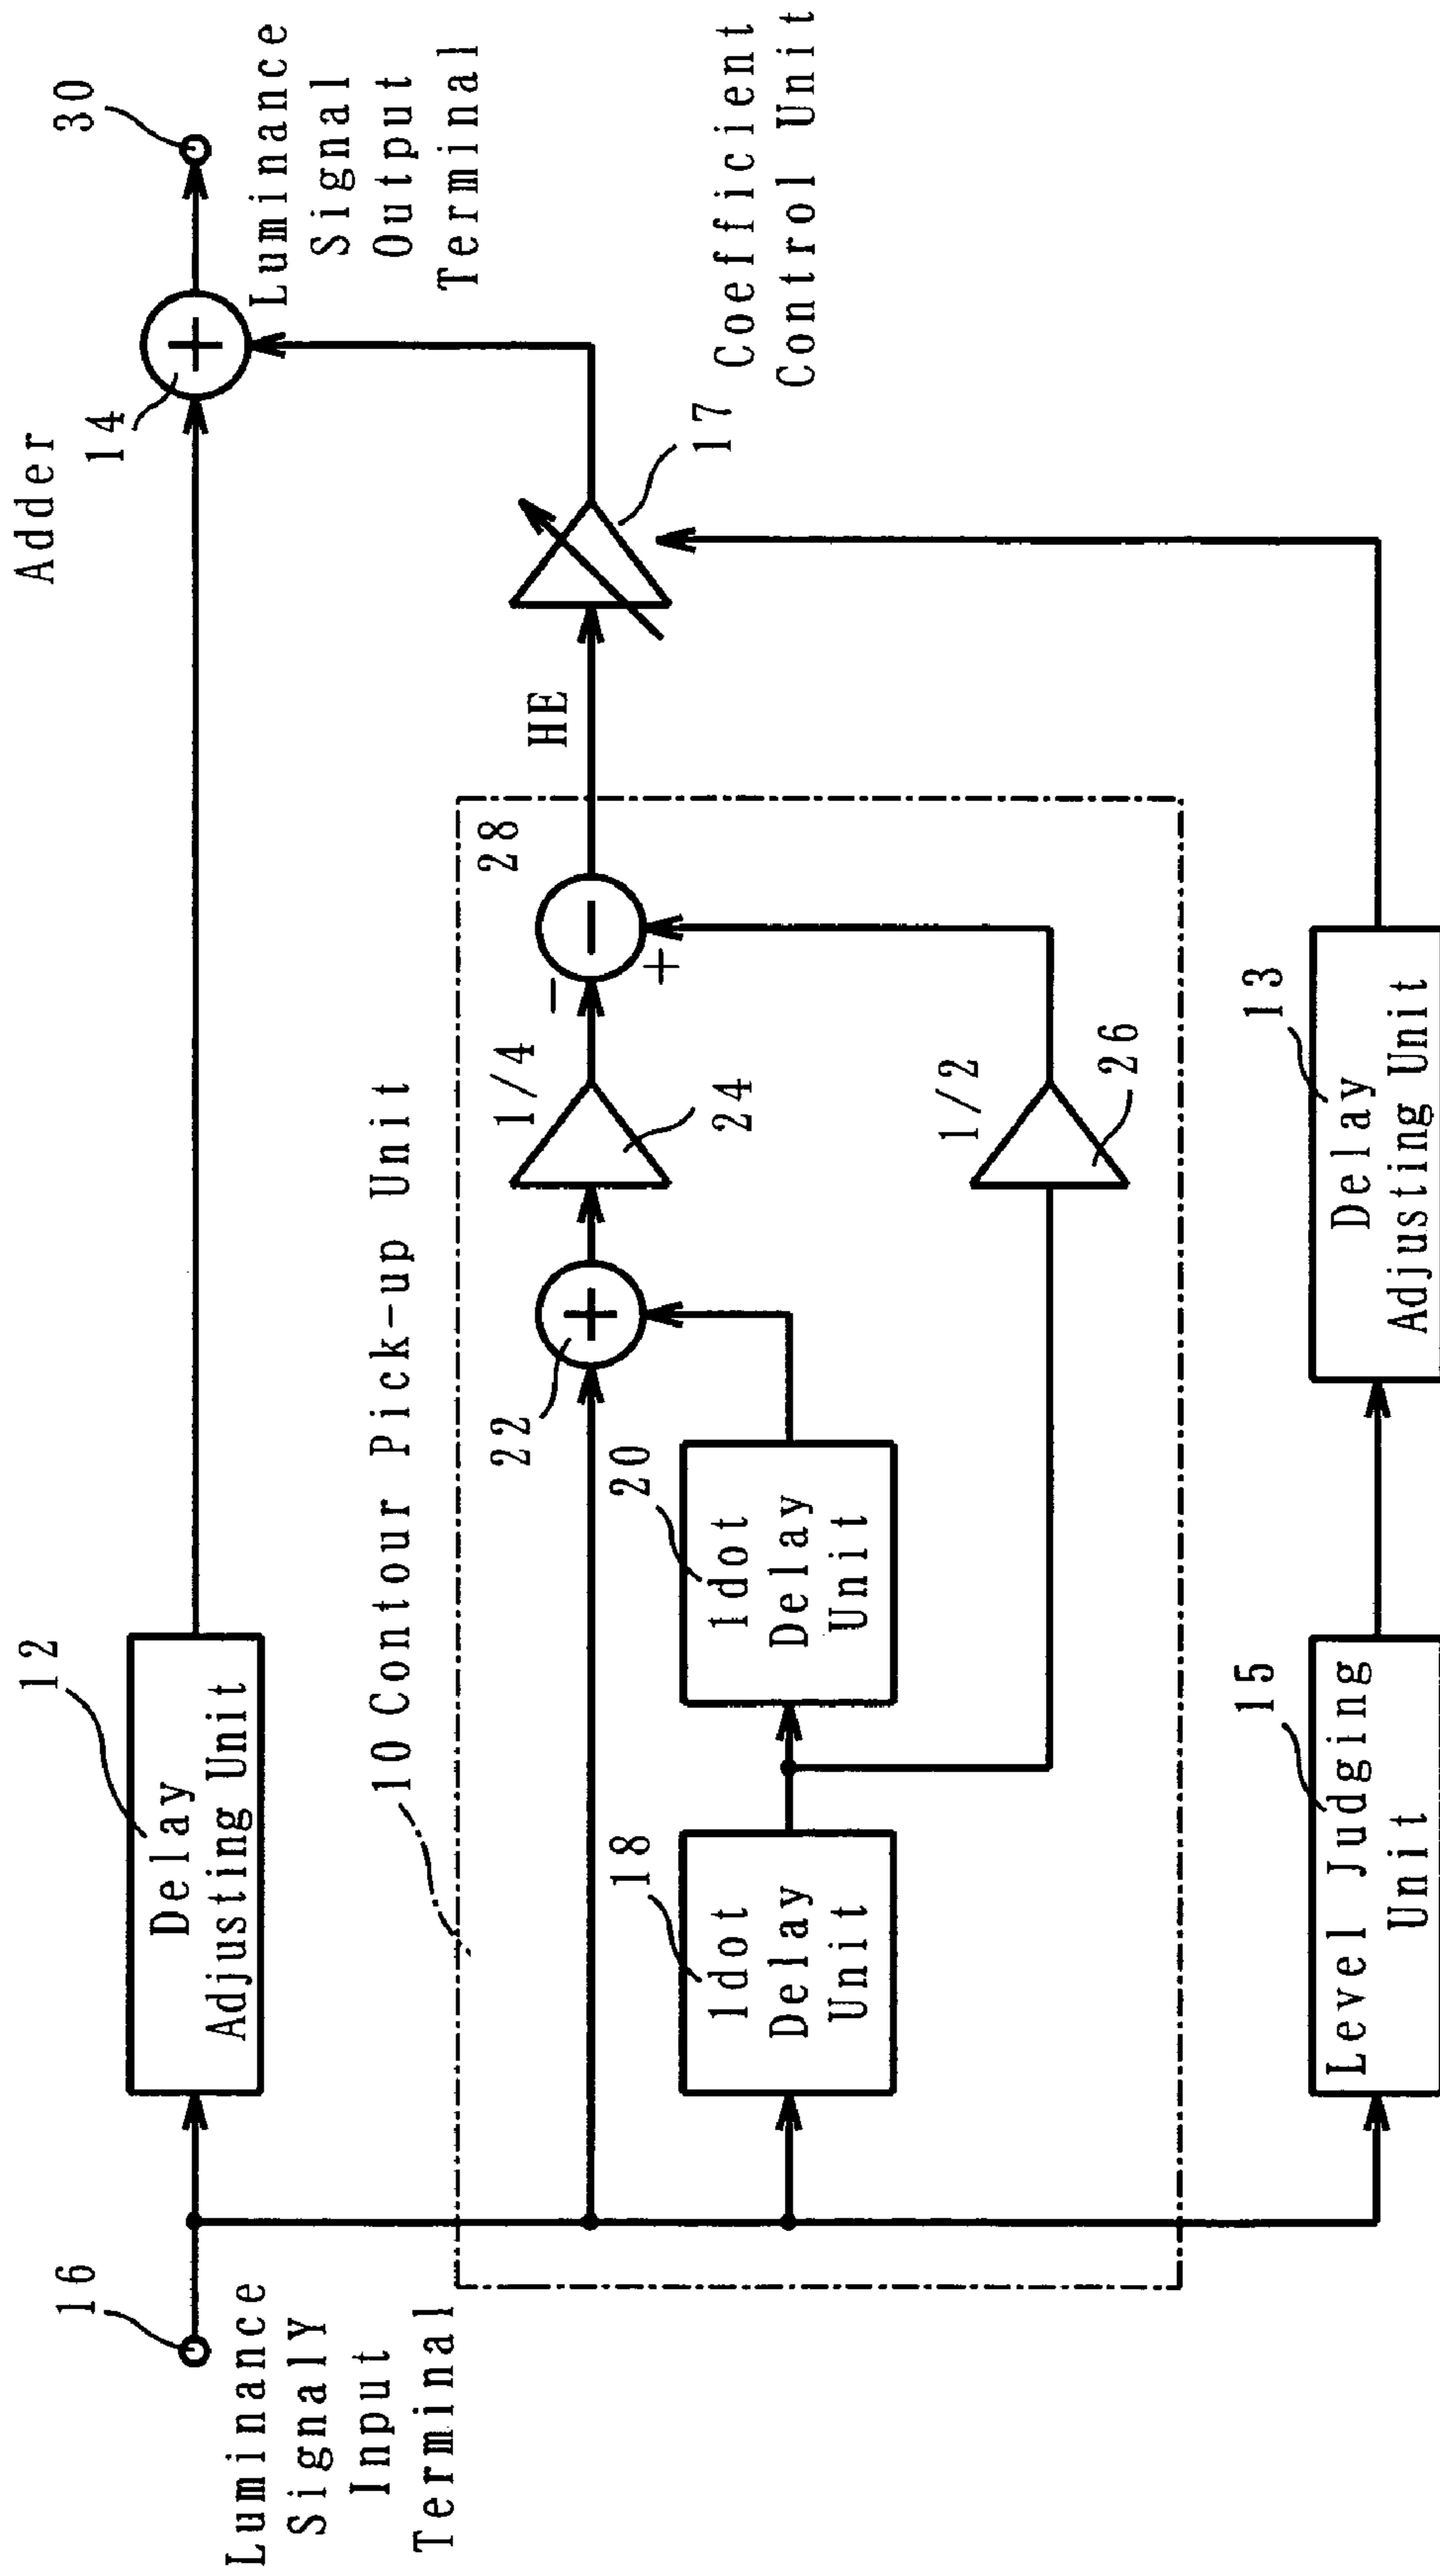 16
Luminance
SignalY
Input
Terminal
12
Delay
Adjusting Unit
Adder
14
30
Luminance
Signal
Output
Terminal
10 Contour Pick-up Unit
18
1dot
Delay
Unit
20
1dot
Delay
Unit
22
+
1/4
24
1/2
26
28
−
−
+
HE
17
Coefficient
Control Unit
+
15
Level Judging
Unit
13
Delay
Adjusting Unit